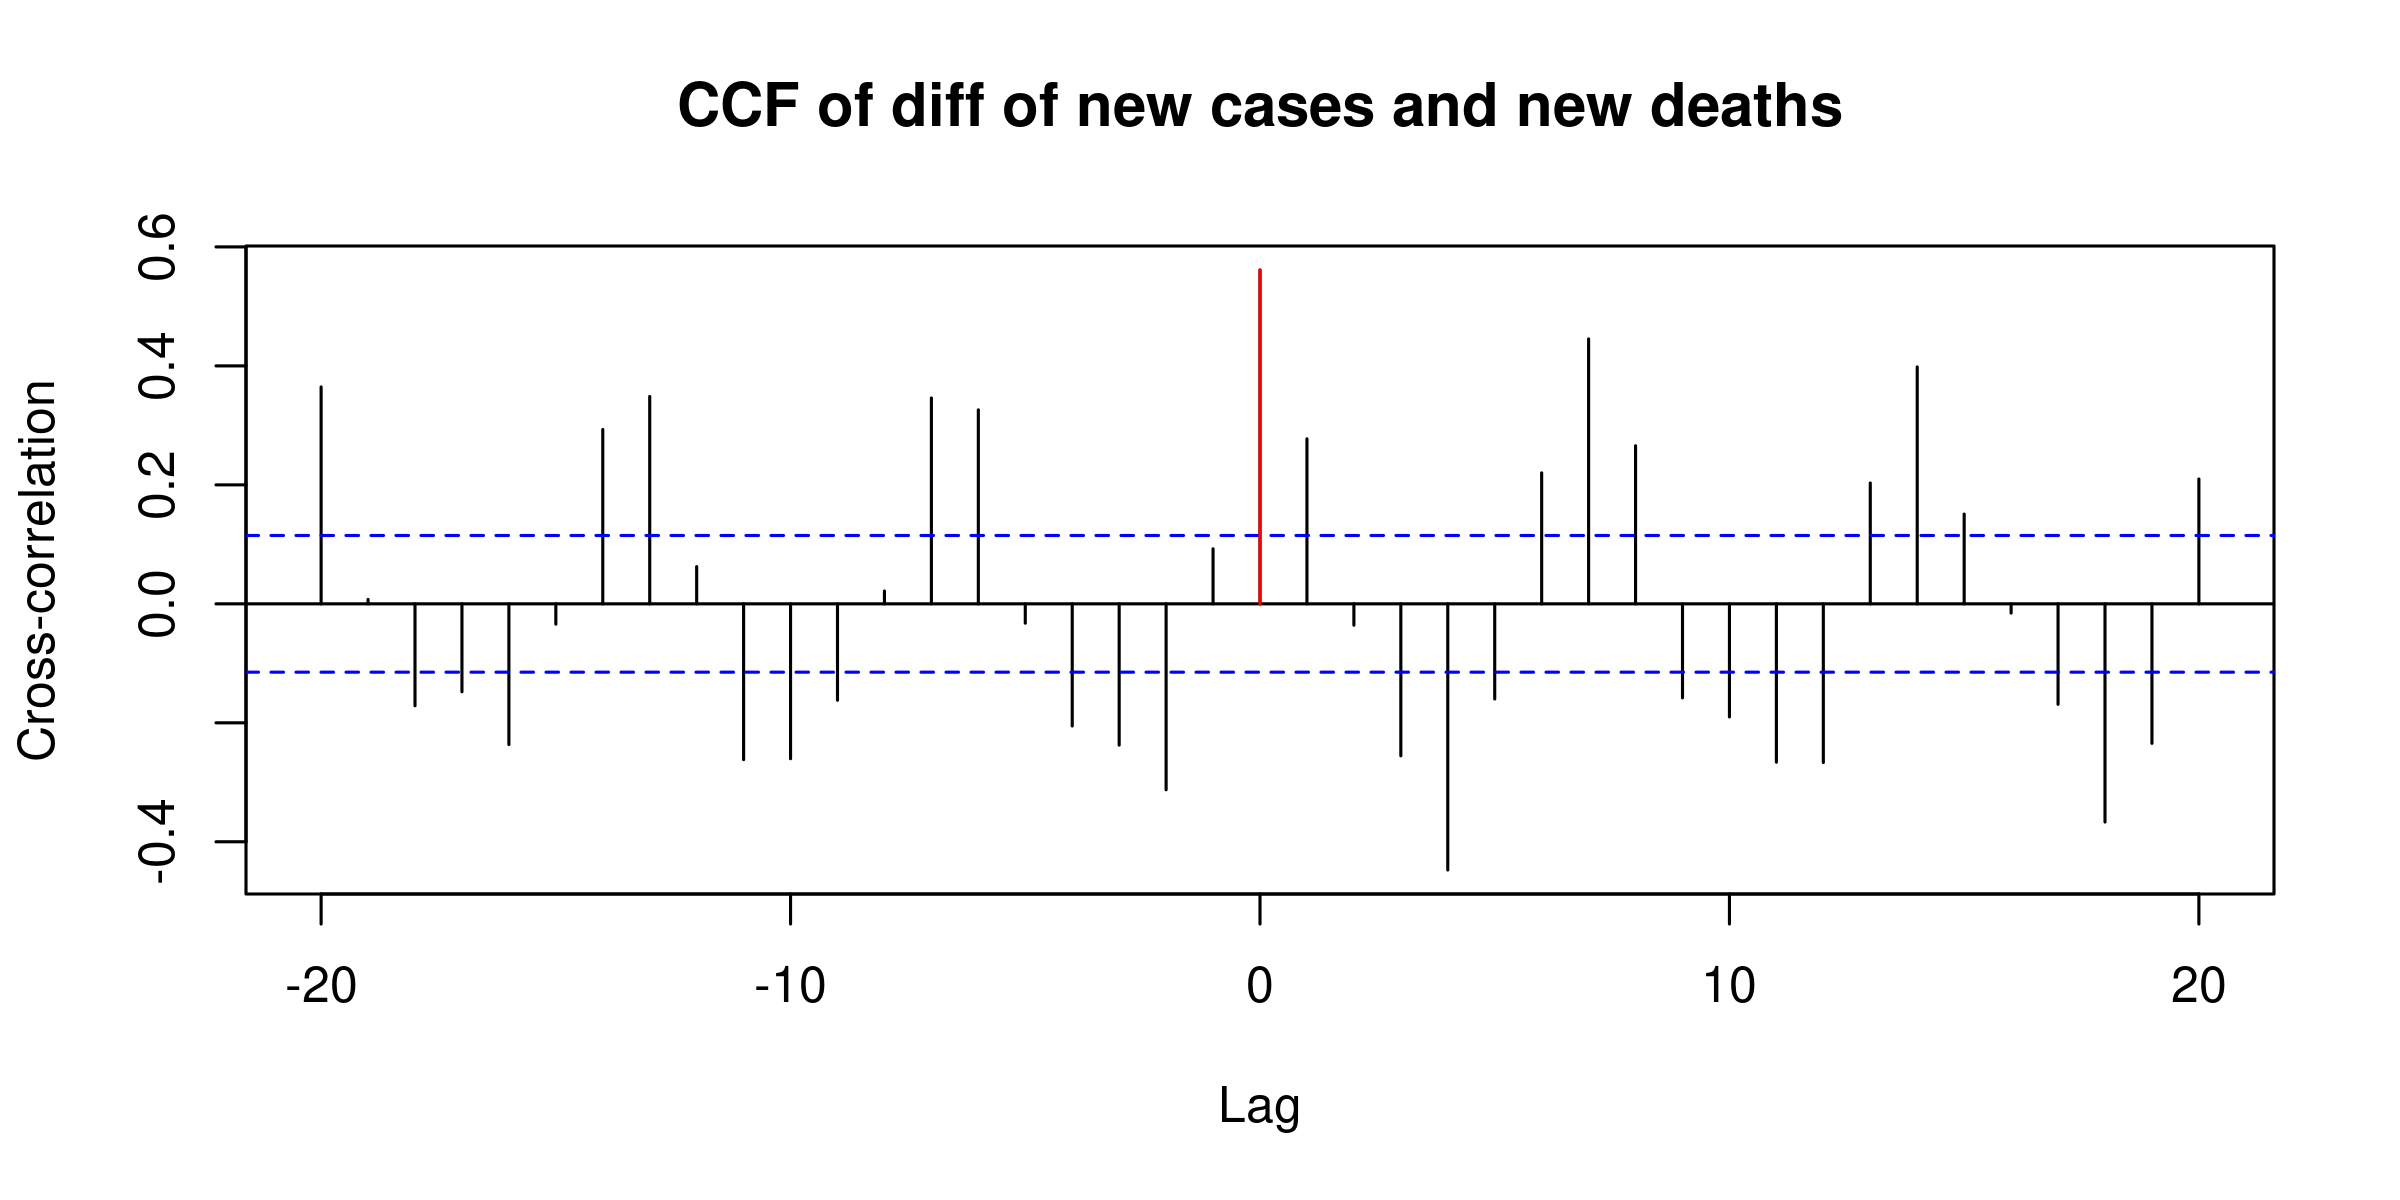 CCF of diff of new cases and new deaths
Cross-correlation
0.6
0.4
0.2
0.0
-0.4
-20 -10 0 10 20
Lag